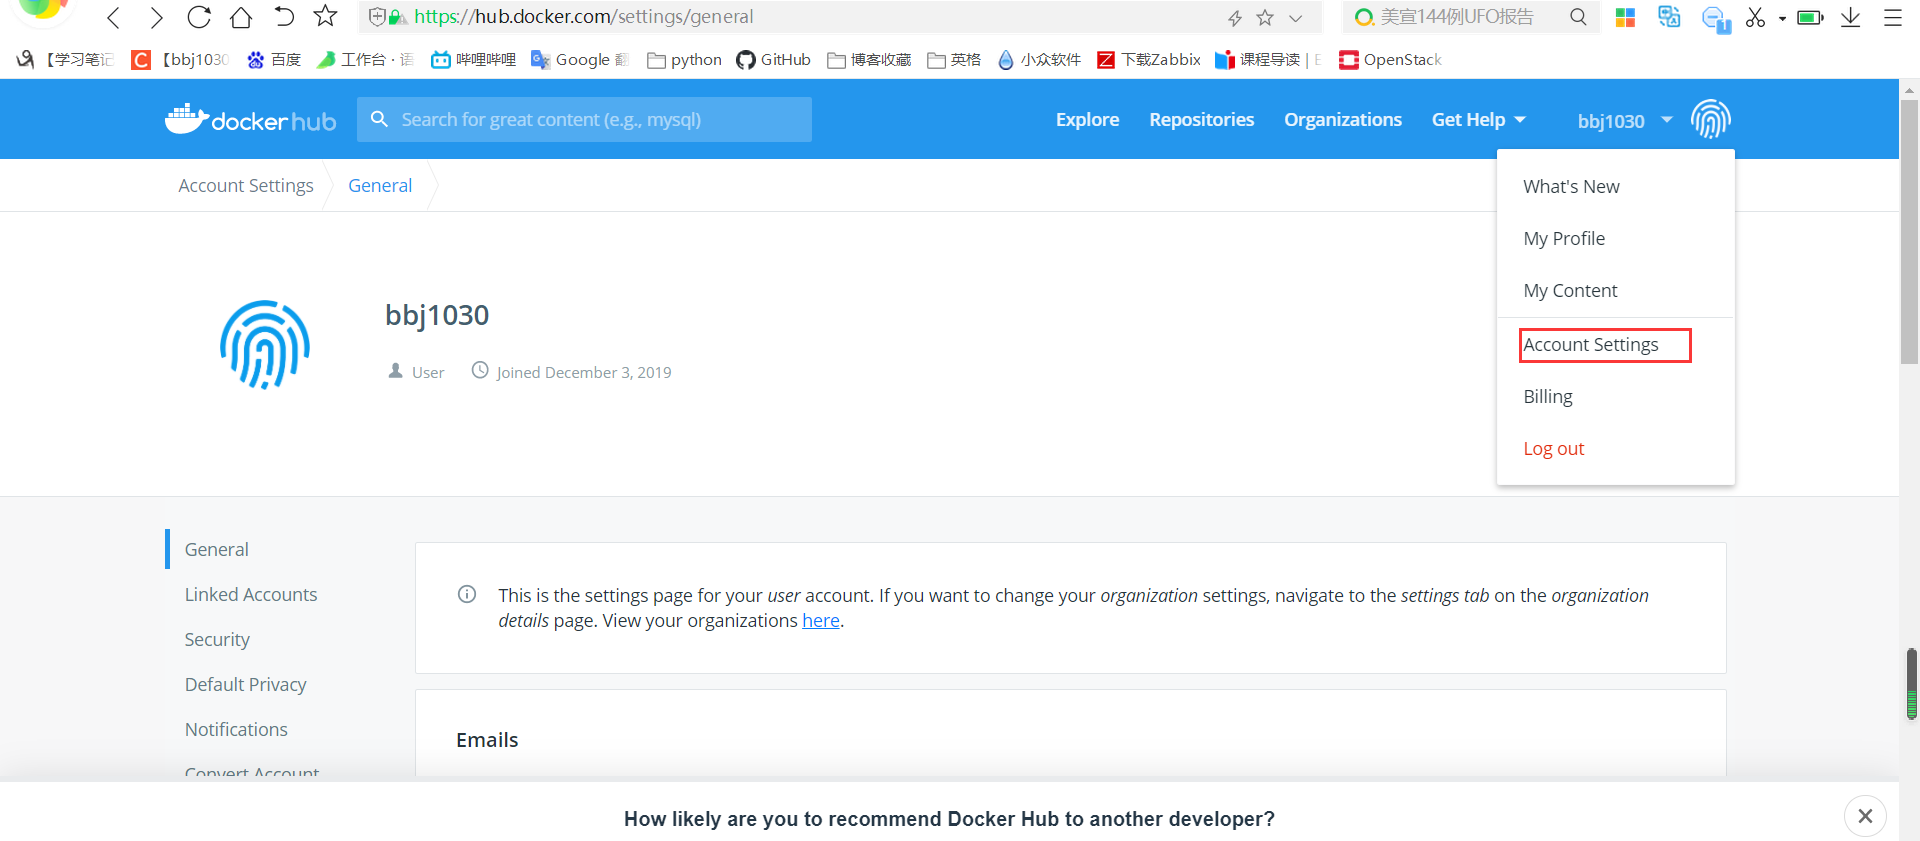 https://hub.docker.com/settings/general
美宣144例UFO报告
【学习笔记
【bbj1030
百度
工作台 · 语
哔哩哔哩
Google 翻
python
GitHub
博客收藏
英格
小众软件
下载Zabbix
课程导读 |
OpenStack
docker hub
Search for great content (e.g., mysql)
Explore
Repositories
Organizations
Get Help
bbj1030
Account Settings
General
What's New
My Profile
My Content
Account Settings
Billing
Log out
bbj1030
User
Joined December 3, 2019
General
Linked Accounts
Security
Default Privacy
Notifications
Convert Account
This is the settings page for your user account. If you want to change your organization settings, navigate to the settings tab on the organization
details page. View your organizations here.
Emails
How likely are you to recommend Docker Hub to another developer?